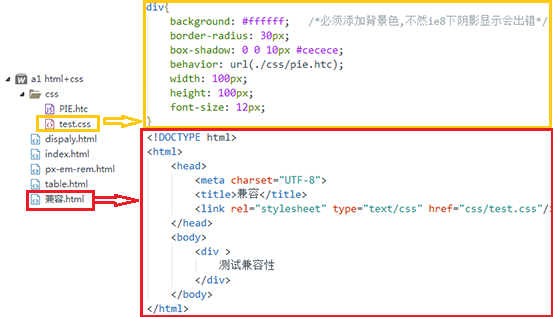 div{
background: #ffffff; /*必须添加背景色,不然ie8下阴影显示会出错*/
border-radius: 30px;
box-shadow: 0 0 10px #cecece;
behavior: url(./css/pie.htc);
width: 100px;
height: 100px;
font-size: 12px;
}
a1 html+css
css
PIE.htc
test.css
dispaly.html
index.html
px-em-rem.html
table.html
兼容.html
<!DOCTYPE html>
<html>
<head>
<meta charset="UTF-8">
<title>兼容</title>
<link rel="stylesheet" type="text/css" href="css/test.css"/>
</head>
<body>
<div >
测试兼容性
</div>
</body>
</html>